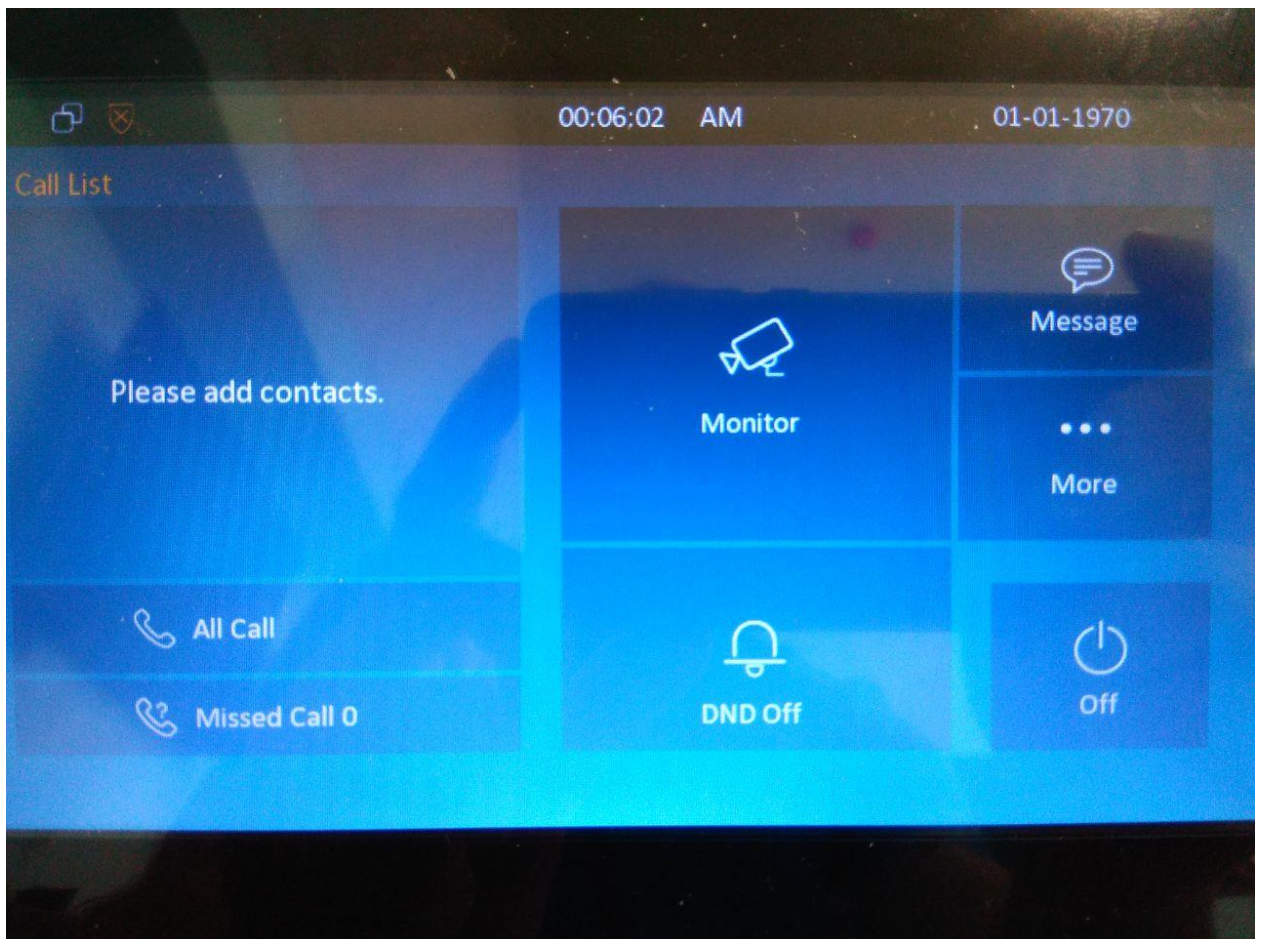 00:06:02 AM 01-01-1970
Call List
Please add contacts.
All Call
Missed Call 0
Monitor
DND Off
Message
More
Off